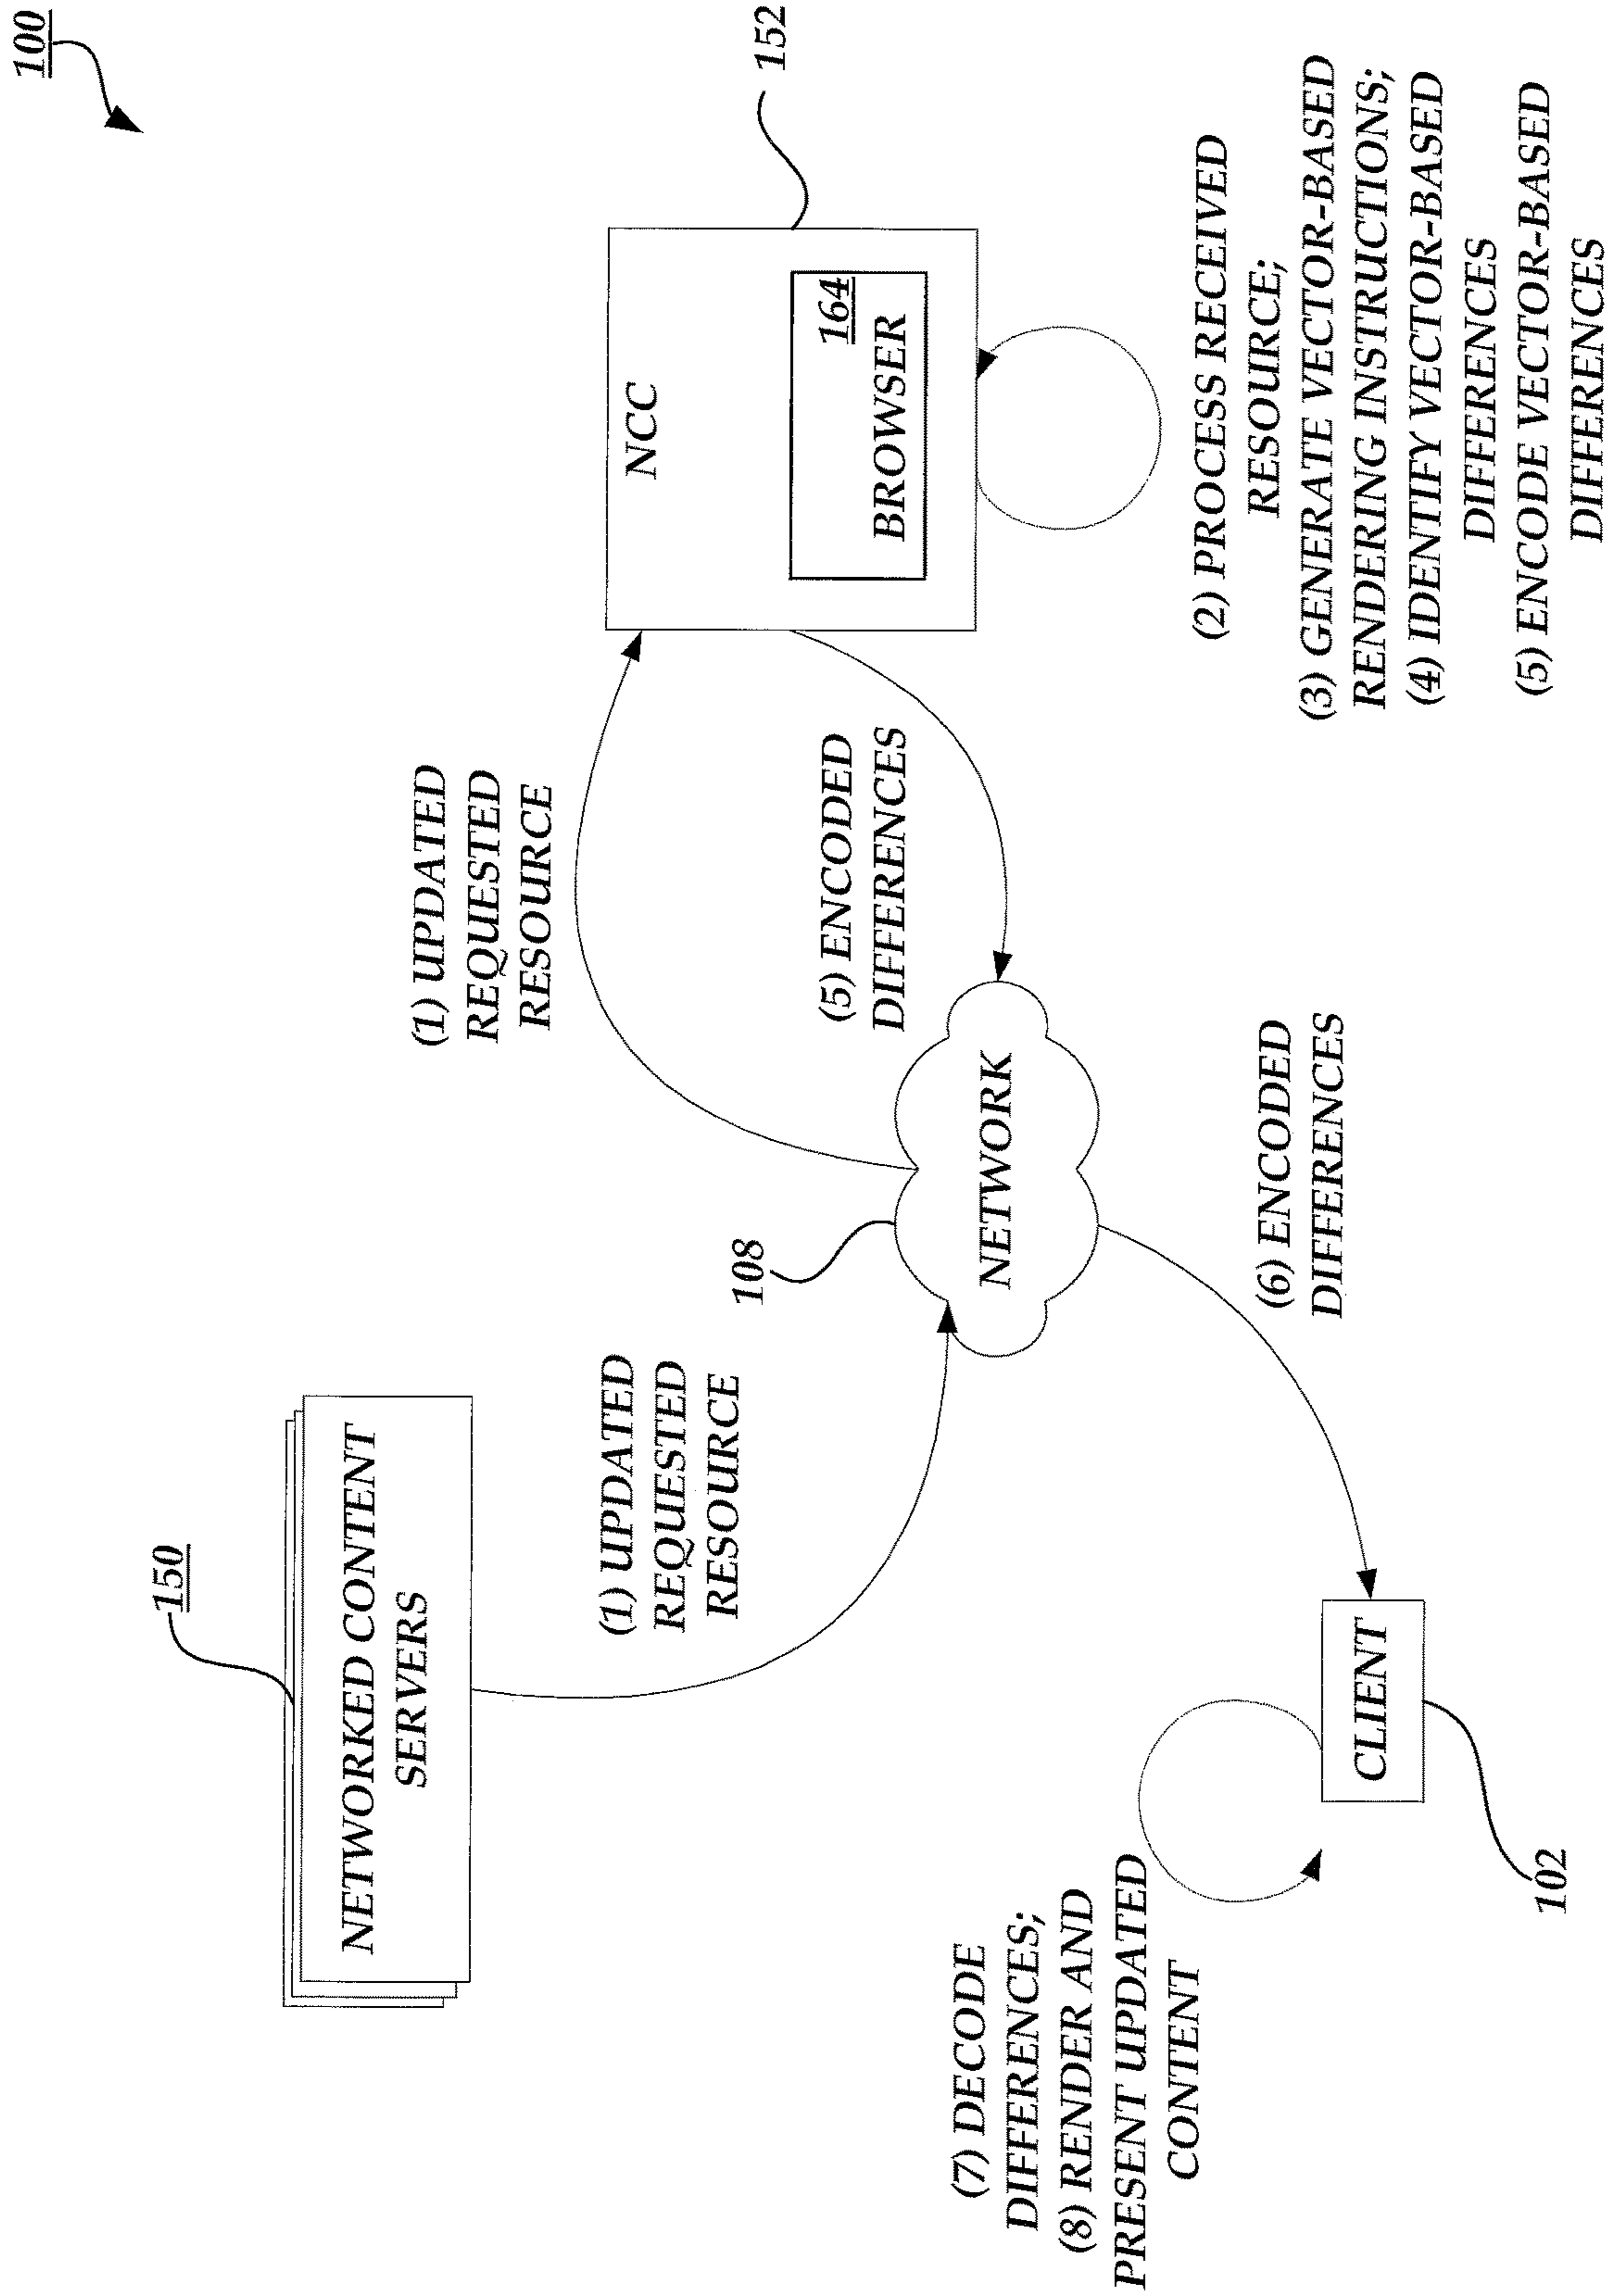 100
150
NETWORKED CONTENT
SERVERS
(1) UPDATED
REQUESTED
RESOURCE
(1) UPDATED
REQUESTED
RESOURCE
152
NCC
164
BROWSER
108
NETWORK
(5) ENCODED
DIFFERENCES
(2) PROCESS RECEIVED
RESOURCE;
(3) GENERATE VECTOR-BASED
RENDERING INSTRUCTIONS;
(4) IDENTIFY VECTOR-BASED
DIFFERENCES
(5) ENCODE VECTOR-BASED
DIFFERENCES
(6) ENCODED
DIFFERENCES
(7) DECODE
DIFFERENCES;
(8) RENDER AND
PRESENT UPDATED
CONTENT
CLIENT
102